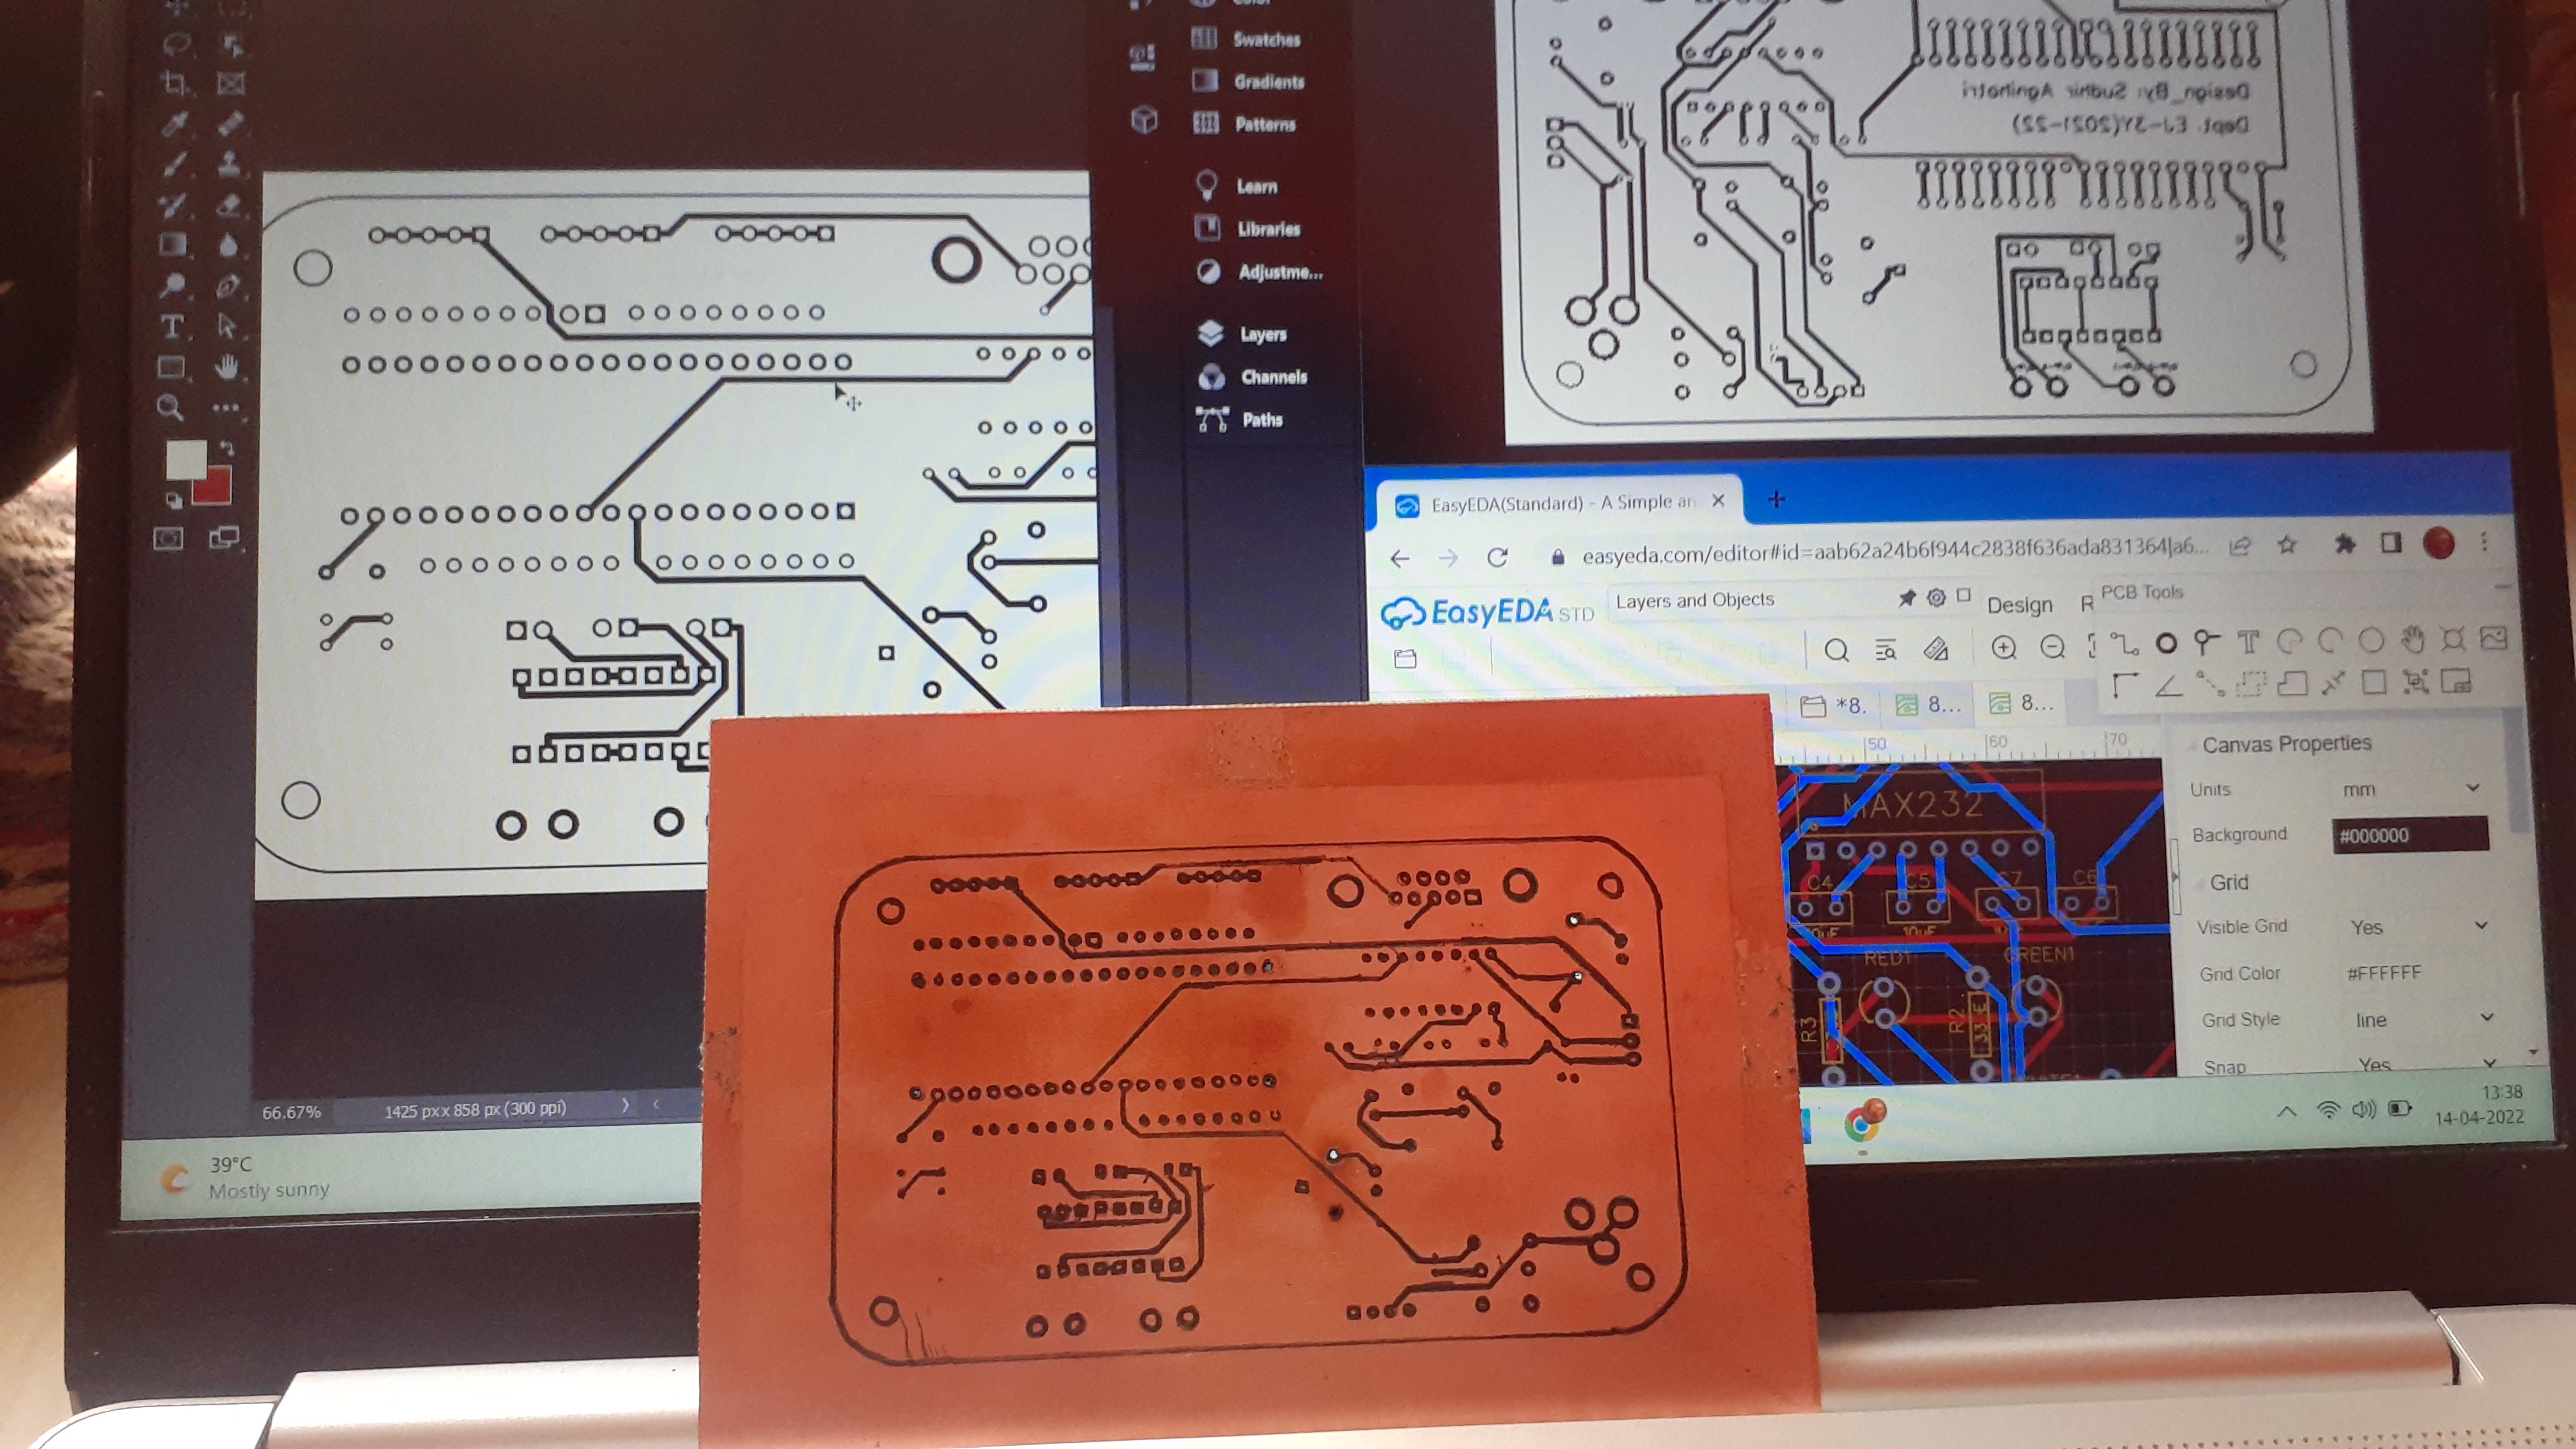 Swatches
Gradients
Patterns
Learn
Libraries
Adjustme...
Layers
Channels
Paths
66.67%
1425 px x 858 px (300 ppi)
39°C
Mostly sunny
Design_By: Sudhir Agnihotri
Dept. EJ-3Y(2021-22)
EasyEDA(Standard) - A Simple an
easyeda.com/editor#id=aab62a24b6f944c2838f636ada831364|a6...
EasyEDA STD
Layers and Objects
Design
R
PCB Tools
*8.
8...
8...
50
60
70
Canvas Properties
Units
mm
Background
#000000
Grid
Visible Grid
Yes
Grid Color
#FFFFFF
Grid Style
line
Snap
Yes
MAX232
C4
C5
C7
C6
10uF
RED1
GREEN1
R3
R2
33 E
13:38
14-04-2022